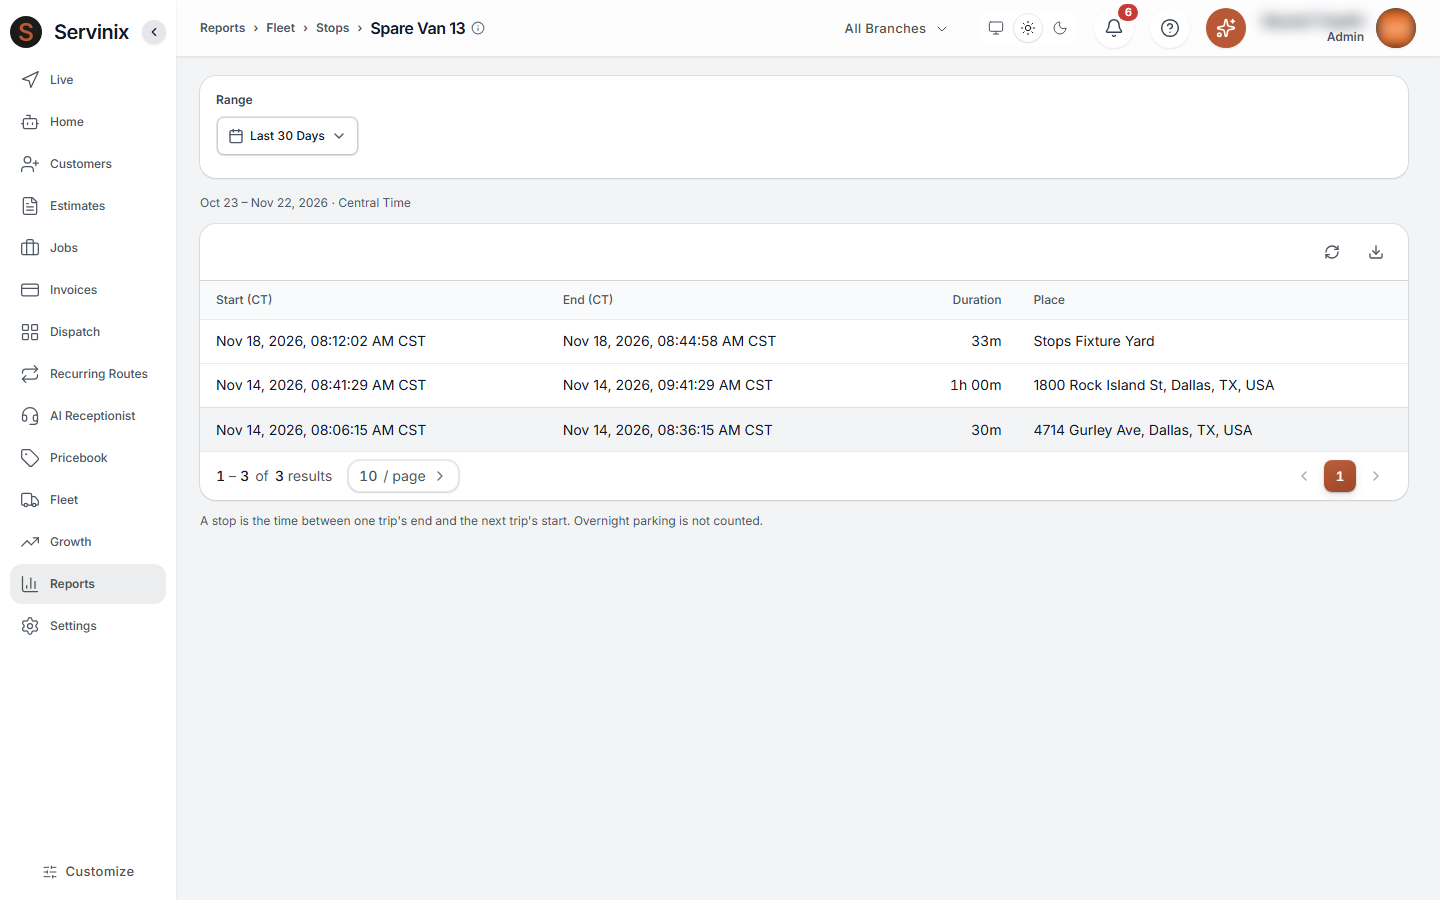 Servinix
Live
Home
Customers
Estimates
Jobs
Invoices
Dispatch
Recurring Routes
AI Receptionist
Pricebook
Fleet
Growth
Reports
Settings
Customize
Reports › Fleet › Stops › Spare Van 13
All Branches
6
Admin
Range
Last 30 Days
Oct 23 – Nov 22, 2026 · Central Time
Start (CT) End (CT) Duration Place
Nov 18, 2026, 08:12:02 AM CST Nov 18, 2026, 08:44:58 AM CST 33m Stops Fixture Yard
Nov 14, 2026, 08:41:29 AM CST Nov 14, 2026, 09:41:29 AM CST 1h 00m 1800 Rock Island St, Dallas, TX, USA
Nov 14, 2026, 08:06:15 AM CST Nov 14, 2026, 08:36:15 AM CST 30m 4714 Gurley Ave, Dallas, TX, USA
1 – 3 of 3 results 10 / page 1
A stop is the time between one trip's end and the next trip's start. Overnight parking is not counted.